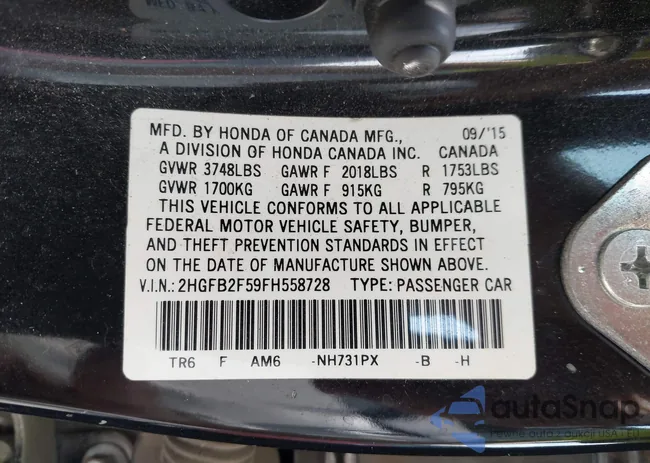 MFD. BY HONDA OF CANADA MFG., 09/'15
A DIVISION OF HONDA CANADA INC. CANADA
GVWR 3748LBS GAWR F 2018LBS R 1753LBS
GVWR 1700KG GAWR F 915KG R 795KG
THIS VEHICLE CONFORMS TO ALL APPLICABLE
FEDERAL MOTOR VEHICLE SAFETY, BUMPER,
AND THEFT PREVENTION STANDARDS IN EFFECT
ON THE DATE OF MANUFACTURE SHOWN ABOVE.
V.I.N.: 2HGFB2F59FH558728 TYPE: PASSENGER CAR
TR6 F AM6 -NH731PX -B -H
autoSnap